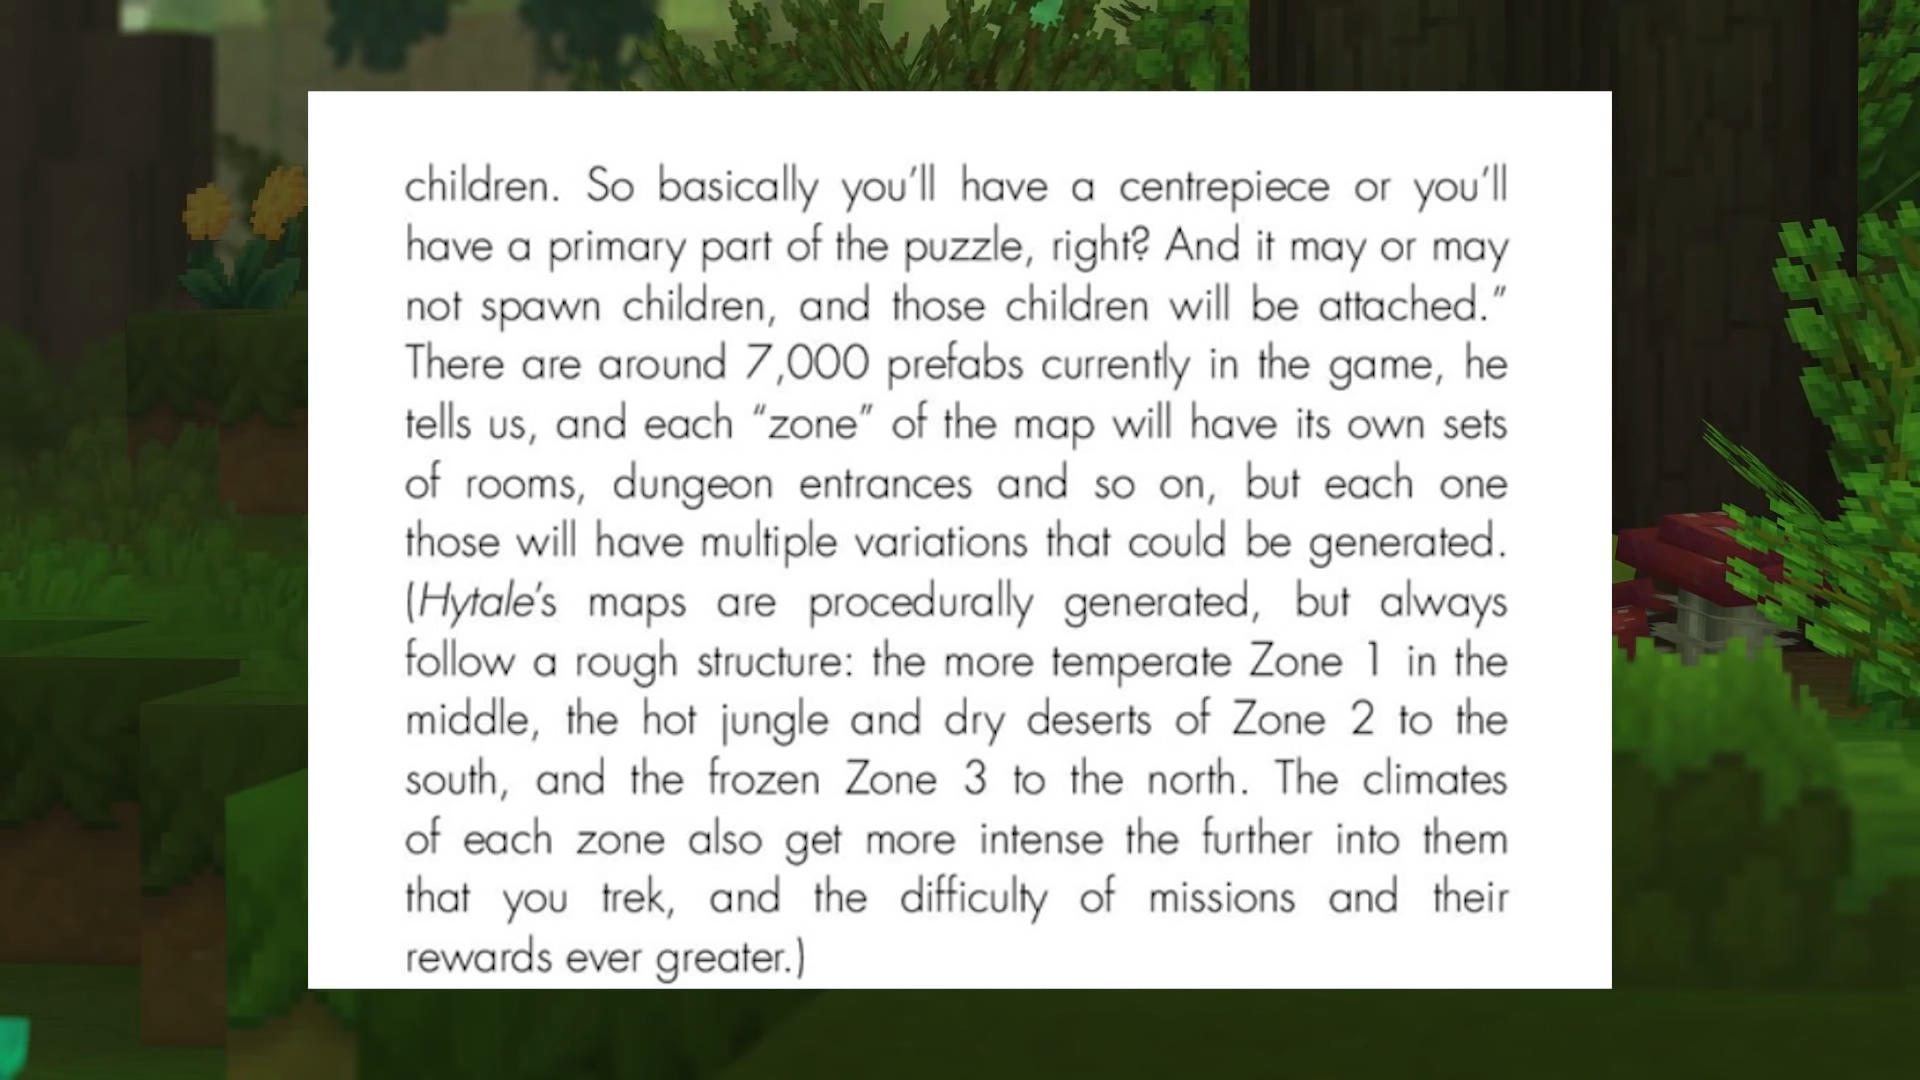 children. So basically you’ll have a centrepiece or you’ll
have a primary part of the puzzle, right? And it may or may
not spawn children, and those children will be attached.”
There are around 7,000 prefabs currently in the game, he
tells us, and each “zone” of the map will have its own sets
of rooms, dungeon entrances and so on, but each one
those will have multiple variations that could be generated.
(Hytale’s maps are procedurally generated, but always
follow a rough structure: the more temperate Zone 1 in the
middle, the hot jungle and dry deserts of Zone 2 to the
south, and the frozen Zone 3 to the north. The climates
of each zone also get more intense the further into them
that you trek, and the difficulty of missions and their
rewards ever greater.)